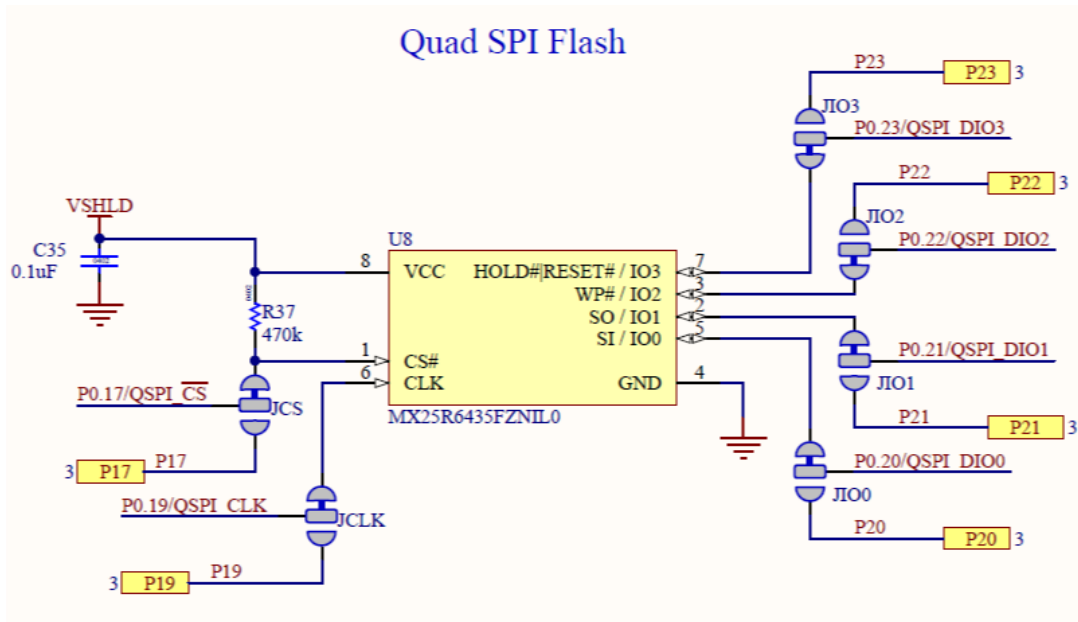 Quad SPI Flash
P23
P23 3
JIO3
P0.23/QSPI_DIO3
P22
P22 3
JIO2
P0.22/QSPI_DIO2
VSHLD
C35
0.1uF
0402
U8
8 VCC
HOLD#|RESET# / IO3 7
WP# / IO2 3
SO / IO1 2
SI / IO0 5
0402
R37
470k
1 CS#
6 CLK
GND 4
MX25R6435FZNIL0
P0.21/QSPI_DIO1
JIO1
P21
P21 3
P0.17/QSPI_CS
JCS
3 P17
P17
P0.20/QSPI_DIO0
JIO0
P20
P20 3
P0.19/QSPI_CLK
JCLK
3 P19
P19